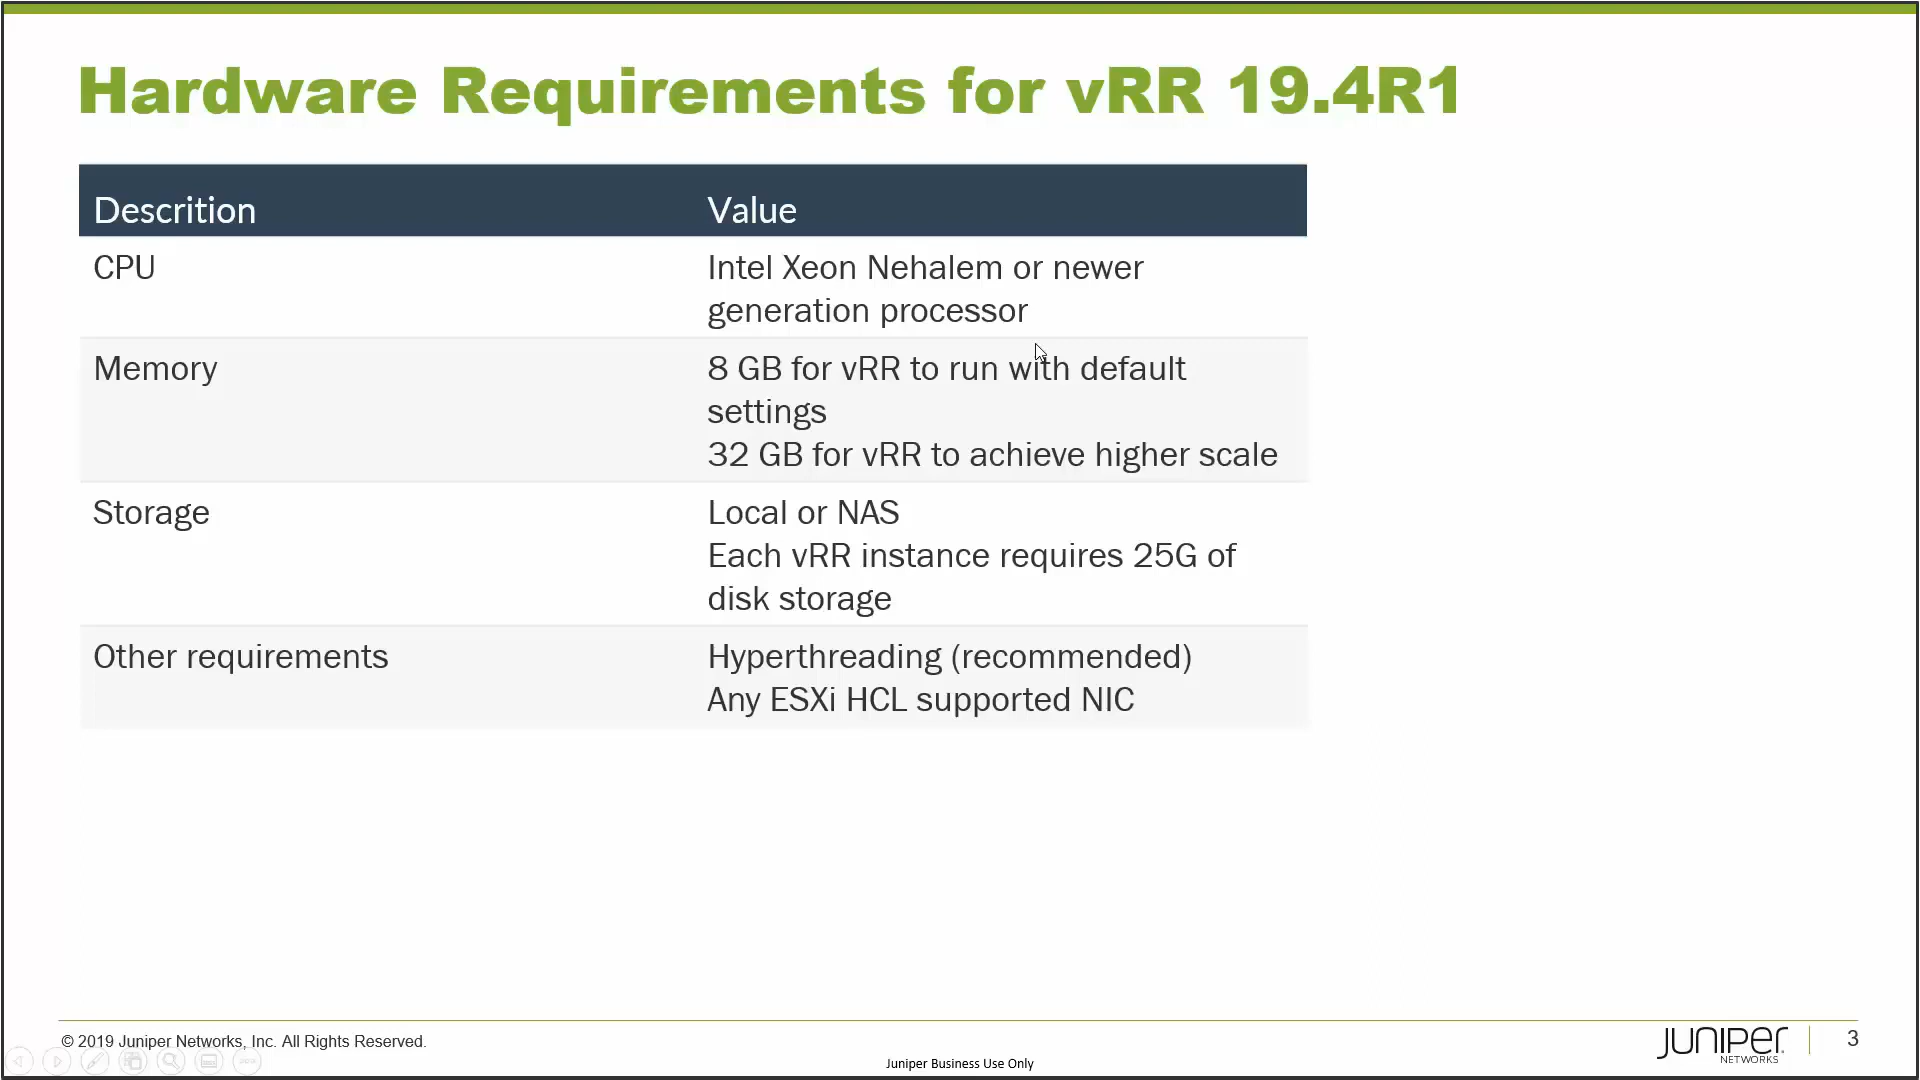 Hardware Requirements for vRR 19.4R1
Descrition Value
CPU Intel Xeon Nehalem or newer
generation processor
Memory 8 GB for vRR to run with default
settings
32 GB for vRR to achieve higher scale
Storage Local or NAS
Each vRR instance requires 25G of
disk storage
Other requirements Hyperthreading (recommended)
Any ESXi HCL supported NIC
© 2019 Juniper Networks, Inc. All Rights Reserved.
Juniper Business Use Only
JUNIPER
NETWORKS
3